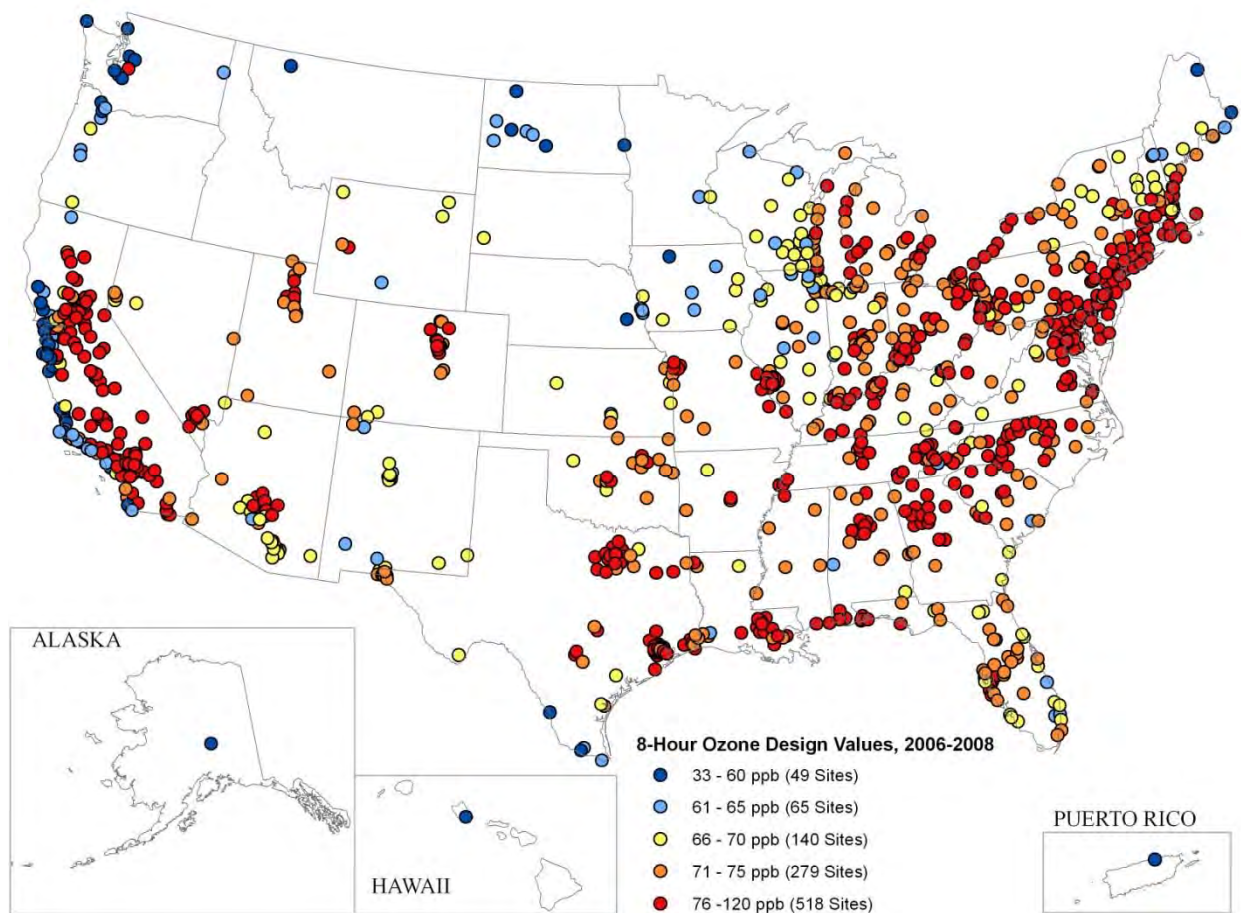 ALASKA
HAWAII
8-Hour Ozone Design Values, 2006-2008
33 - 60 ppb (49 Sites)
61 - 65 ppb (65 Sites)
66 - 70 ppb (140 Sites)
71 - 75 ppb (279 Sites)
76 -120 ppb (518 Sites)
PUERTO RICO